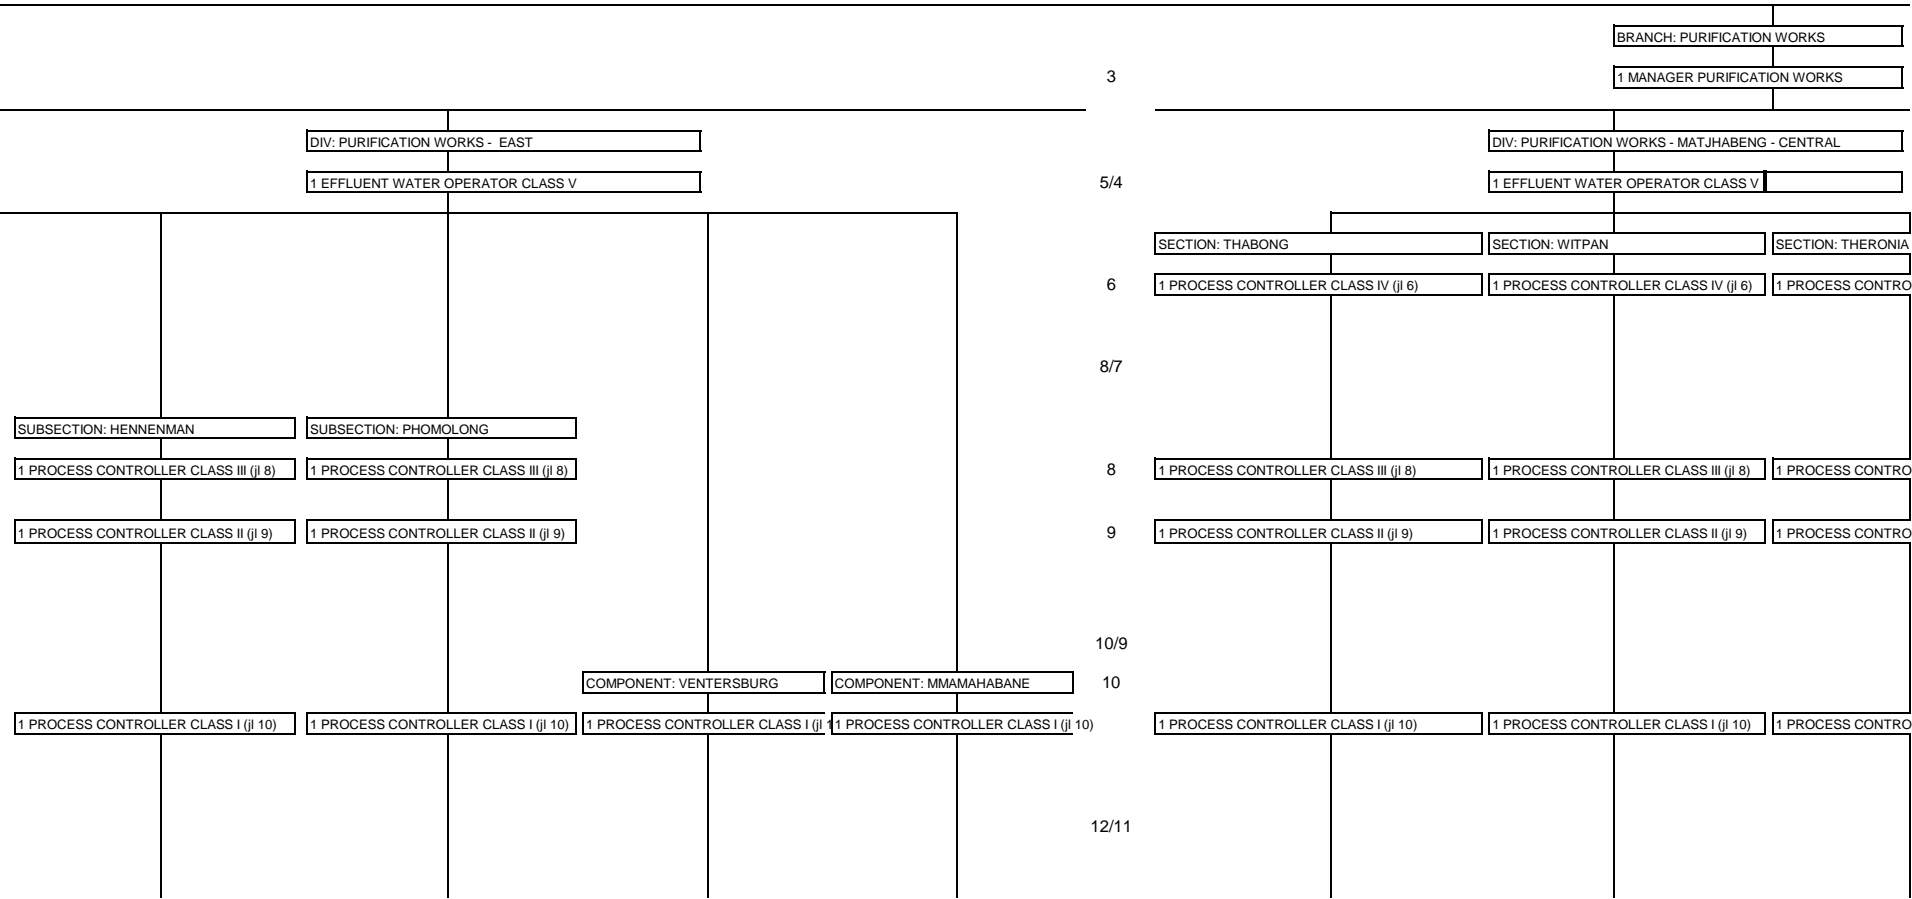 BRANCH: PURIFICATION WORKS
3
1 MANAGER PURIFICATION WORKS
DIV: PURIFICATION WORKS -  EAST
DIV: PURIFICATION WORKS - MATJHABENG - CENTRAL
1 EFFLUENT WATER OPERATOR CLASS V
5/4
1 EFFLUENT WATER OPERATOR CLASS V
SECTION: THABONG
SECTION: WITPAN
SECTION: THERONIA
6
1 PROCESS CONTROLLER CLASS IV (jl 6)
1 PROCESS CONTROLLER CLASS IV (jl 6)
1 PROCESS CONTRO
8/7
SUBSECTION: HENNENMAN
SUBSECTION: PHOMOLONG
1 PROCESS CONTROLLER CLASS III (jl 8)
1 PROCESS CONTROLLER CLASS III (jl 8)
8
1 PROCESS CONTROLLER CLASS III (jl 8)
1 PROCESS CONTROLLER CLASS III (jl 8)
1 PROCESS CONTRO
1 PROCESS CONTROLLER CLASS II (jl 9)
1 PROCESS CONTROLLER CLASS II (jl 9)
9
1 PROCESS CONTROLLER CLASS II (jl 9)
1 PROCESS CONTROLLER CLASS II (jl 9)
1 PROCESS CONTRO
10/9
COMPONENT: VENTERSBURG
COMPONENT: MMAMAHABANE
10
1 PROCESS CONTROLLER CLASS I (jl 10)
1 PROCESS CONTROLLER CLASS I (jl 10)
1 PROCESS CONTROLLER CLASS I (jl 1
1 PROCESS CONTROLLER CLASS I (jl 10)
1 PROCESS CONTROLLER CLASS I (jl 10)
1 PROCESS CONTROLLER CLASS I (jl 10)
1 PROCESS CONTRO
12/11